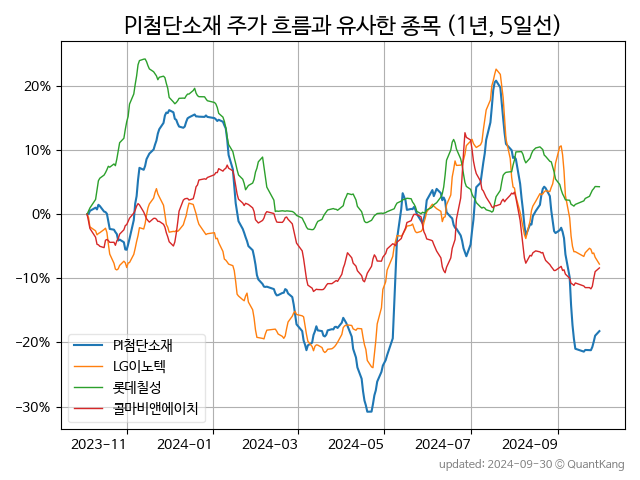 PI첨단소재 주가 흐름과 유사한 종목 (1년, 5일선)
20%
10%
0%
−10%
−20%
−30%
PI첨단소재
LG이노텍
롯데칠성
콜마비앤에이치
2023-11
2024-01
2024-03
2024-05
2024-07
2024-09
updated: 2024-09-30 © QuantKang